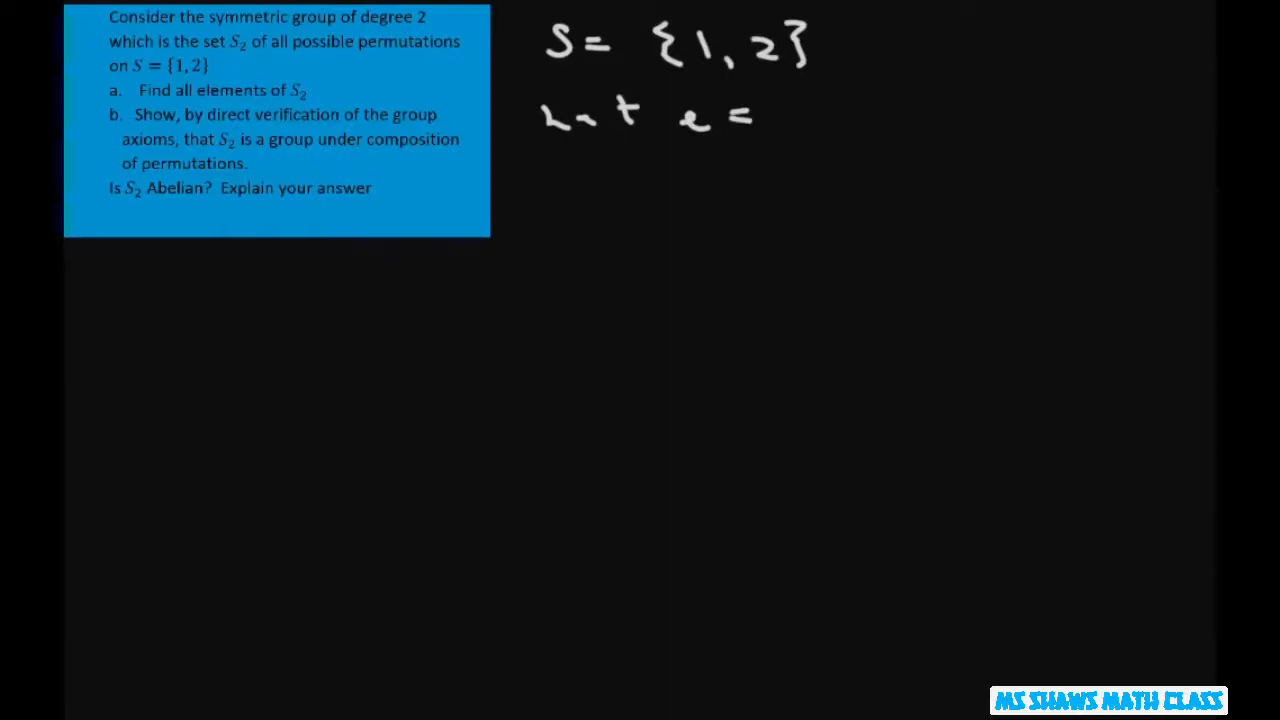 Consider the symmetric group of degree 2
which is the set S₂ of all possible permutations
on S = {1, 2}
a. Find all elements of S₂
b. Show, by direct verification of the group
axioms, that S₂ is a group under composition
of permutations.
Is S₂ Abelian? Explain your answer
S = {1, 2}
e =
MS SHAWS MATH CLASS